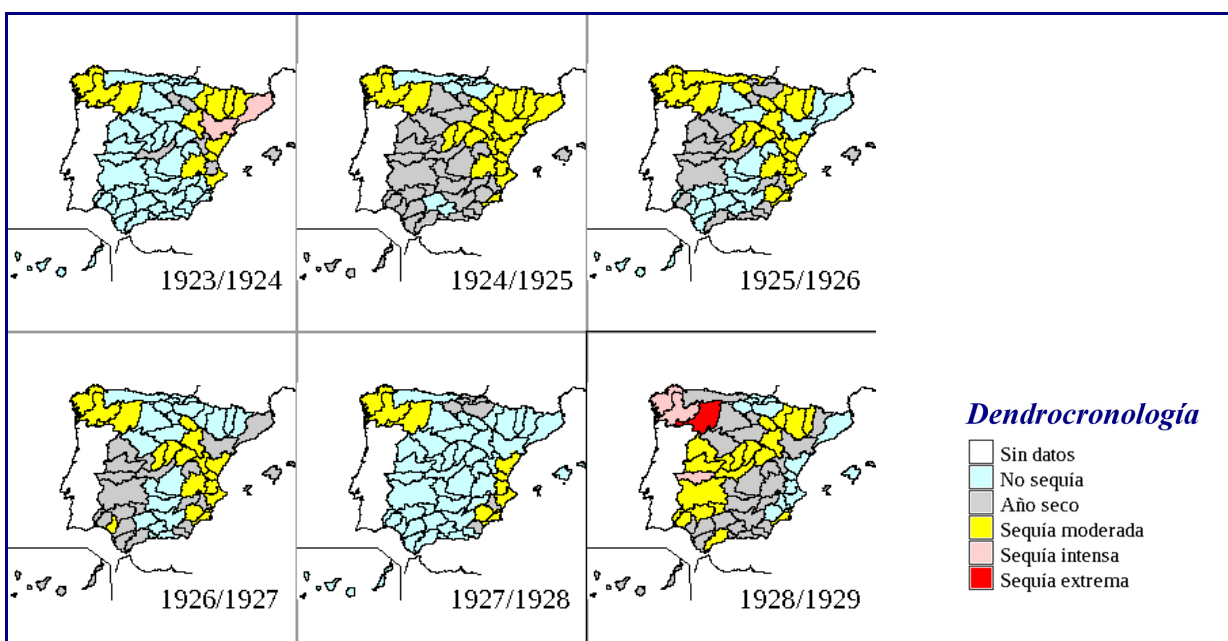 1923/1924
1924/1925
1925/1926
1926/1927
1927/1928
1928/1929
Dendrocronología
Sin datos
No sequía
Año seco
Sequía moderada
Sequía intensa
Sequía extrema